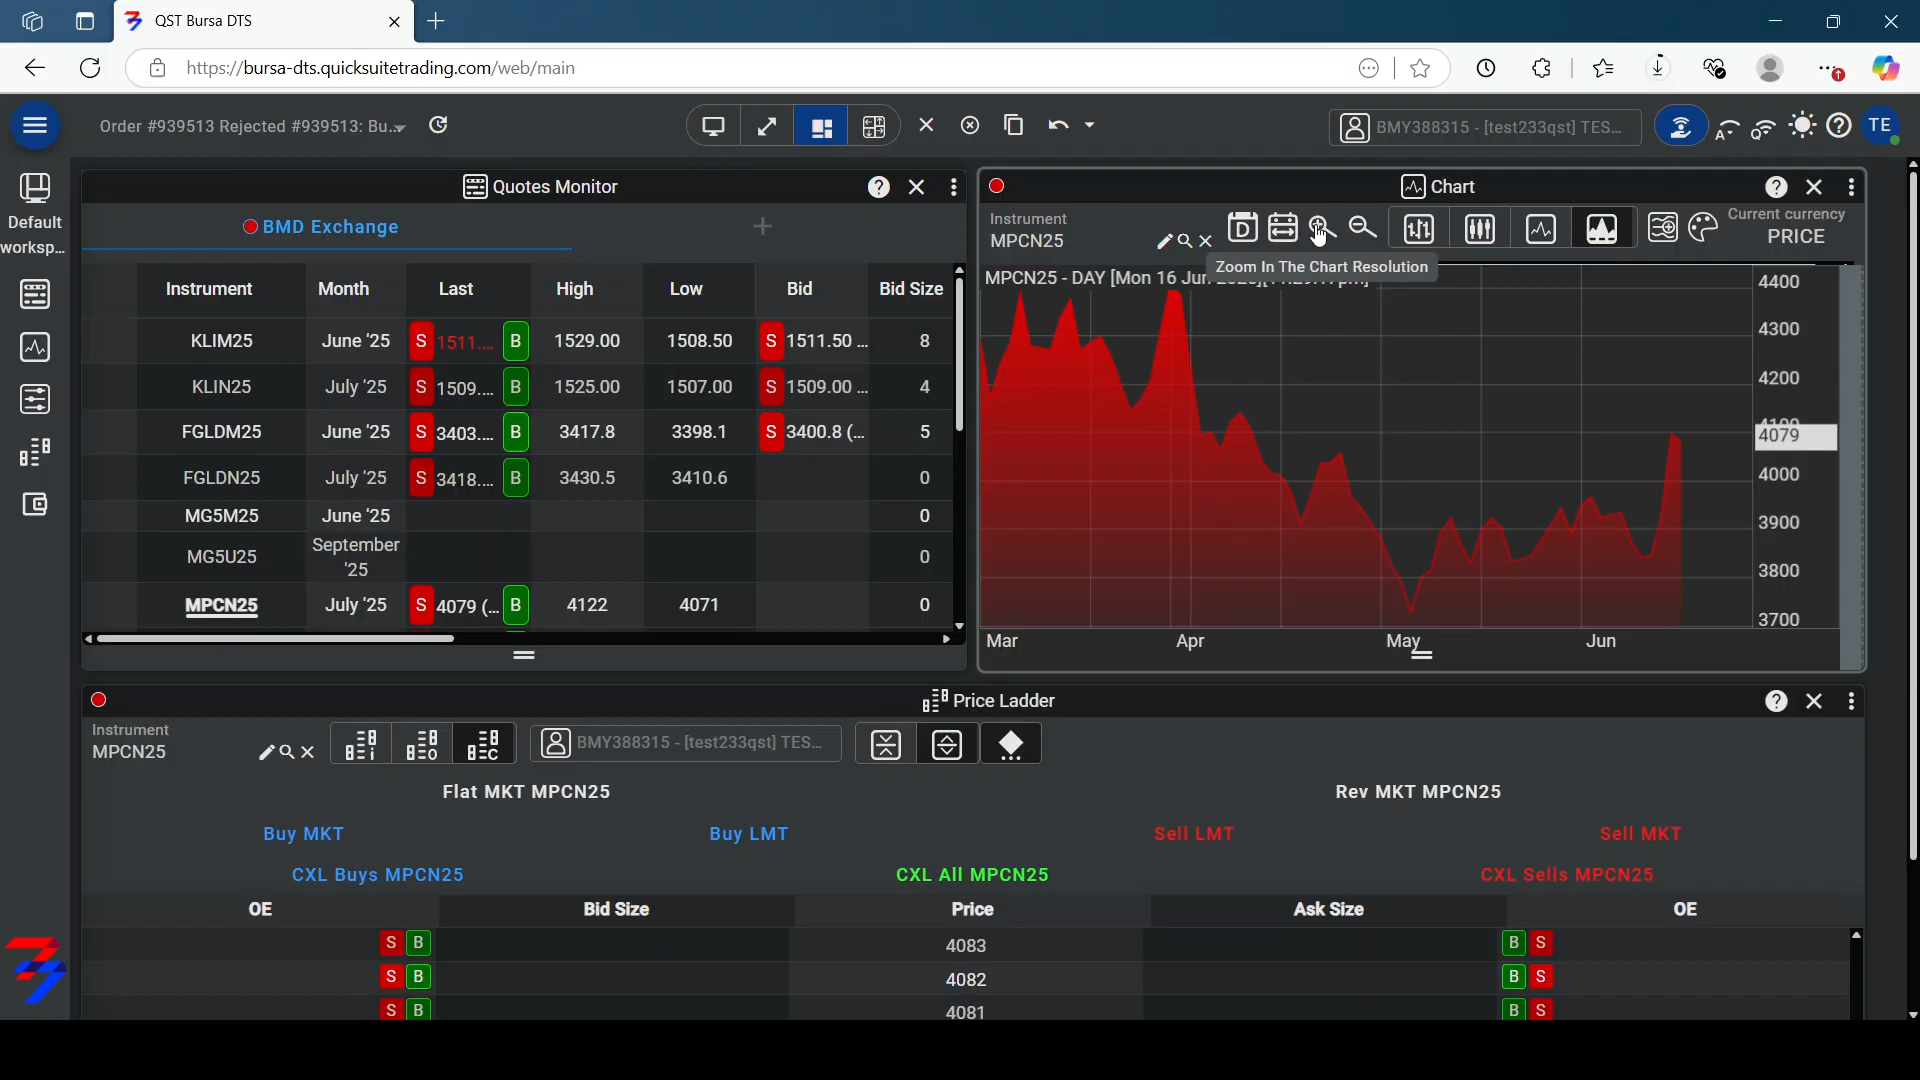 QST Bursa DTS
https://bursa-dts.quicksuitetrading.com/web/main
Order #939513 Rejected #939513: Bu...
BMY388315 - [test233qst] TES...
TE
Default
worksp...
Quotes Monitor
BMD Exchange
Instrument Month Last High Low Bid Bid Size
KLIM25 June '25 S 1511.... B 1529.00 1508.50 S 1511.50 ... 8
KLIN25 July '25 S 1509.... B 1525.00 1507.00 S 1509.00 ... 4
FGLDM25 June '25 S 3403.... B 3417.8 3398.1 S 3400.8 (... 5
FGLDN25 July '25 S 3418.... B 3430.5 3410.6 0
MG5M25 June '25 0
MG5U25 September '25 0
MPCN25 July '25 S 4079 (... B 4122 4071 0
Chart
Instrument
MPCN25
D
Current currency
PRICE
Zoom In The Chart Resolution
MPCN25 - DAY [Mon 16 Jun
4400
4300
4200
4100
4079
4000
3900
3800
3700
Mar Apr May Jun
Price Ladder
Instrument
MPCN25
BMY388315 - [test233qst] TES...
Flat MKT MPCN25 Rev MKT MPCN25
Buy MKT Buy LMT Sell LMT Sell MKT
CXL Buys MPCN25 CXL All MPCN25 CXL Sells MPCN25
OE Bid Size Price Ask Size OE
S B 4083 B S
S B 4082 B S
S B 4081 B S